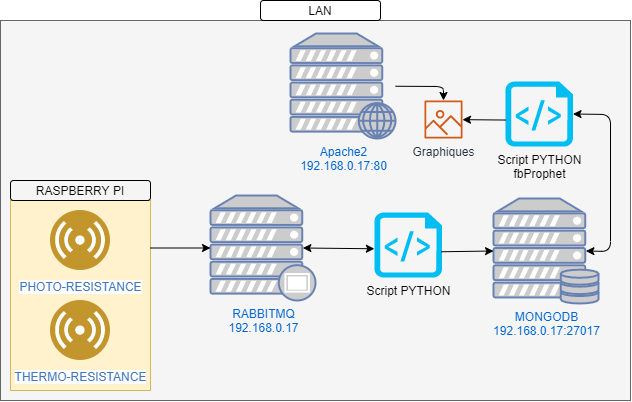 LAN
Apache2
192.168.0.17:80
Graphiques
Script PYTHON
fbProphet
RASPBERRY PI
PHOTO-RESISTANCE
THERMO-RESISTANCE
RABBITMQ
192.168.0.17
Script PYTHON
MONGODB
192.168.0.17:27017